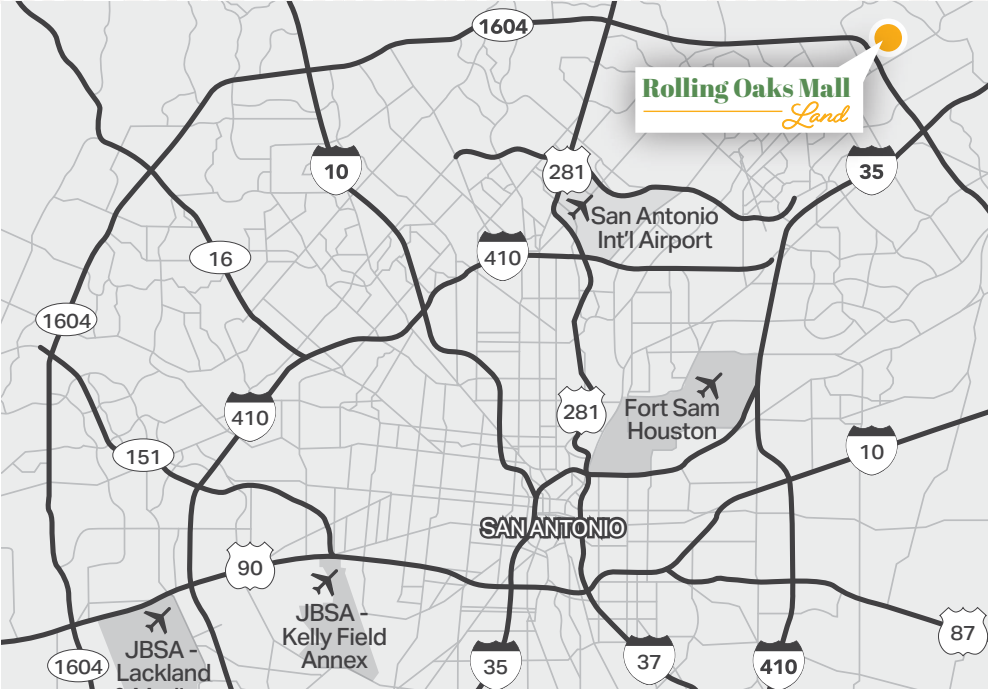 1604
Rolling Oaks Mall
Land
10
281
35
San Antonio
Int'l Airport
16
410
1604
410
281
Fort Sam
Houston
151
10
SAN ANTONIO
90
JBSA -
Kelly Field
Annex
JBSA -
Lackland
87
1604
35
37
410